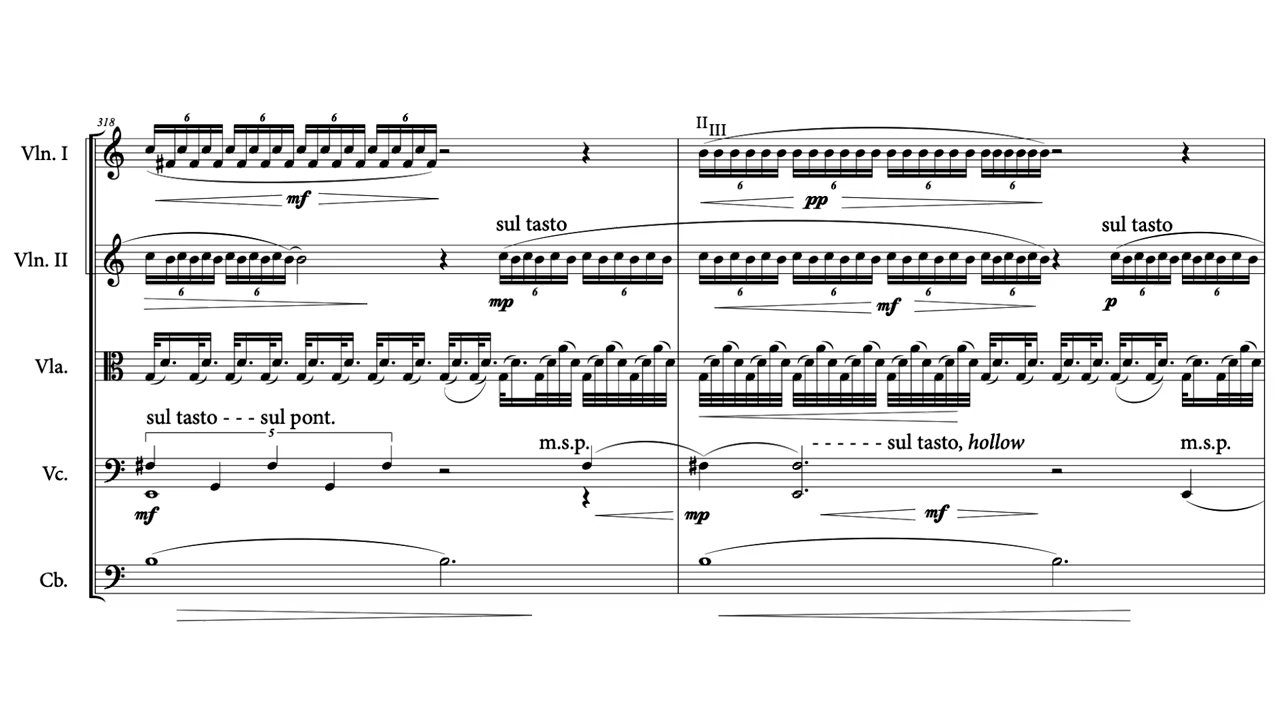 318
6 6 6 6
II III
Vln. I
mf
6 6 6 6
pp
sul tasto
sul tasto
Vln. II
6 6 6 6 6 6 6 6 6 6
mp
mf
p
Vla.
sul tasto - - - sul pont.
5
m.s.p.
- - - - - - sul tasto, hollow
m.s.p.
Vc.
mf
mp
mf
Cb.